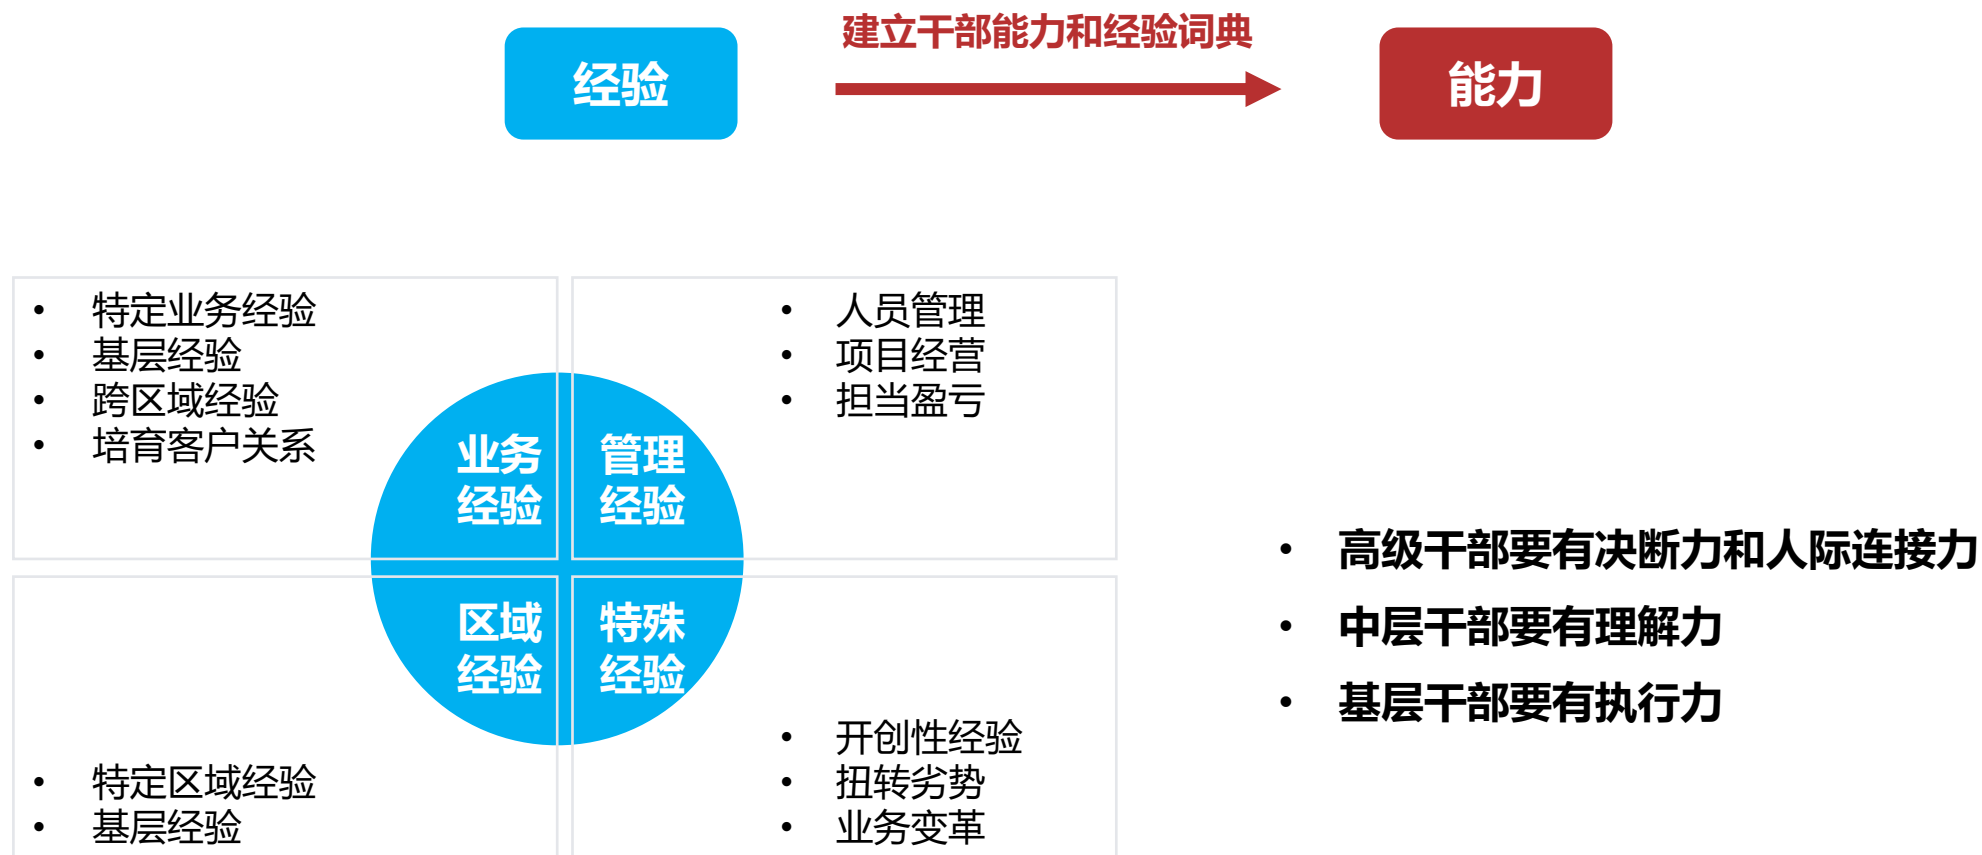 建立干部能力和经验词典
经验
能力
• 特定业务经验
• 基层经验
• 跨区域经验
• 培育客户关系
• 人员管理
• 项目经营
• 担当盈亏
业务
经验
管理
经验
区域
经验
特殊
经验
• 特定区域经验
• 基层经验
• 开创性经验
• 扭转劣势
• 业务变革
• 高级干部要有决断力和人际连接力
• 中层干部要有理解力
• 基层干部要有执行力